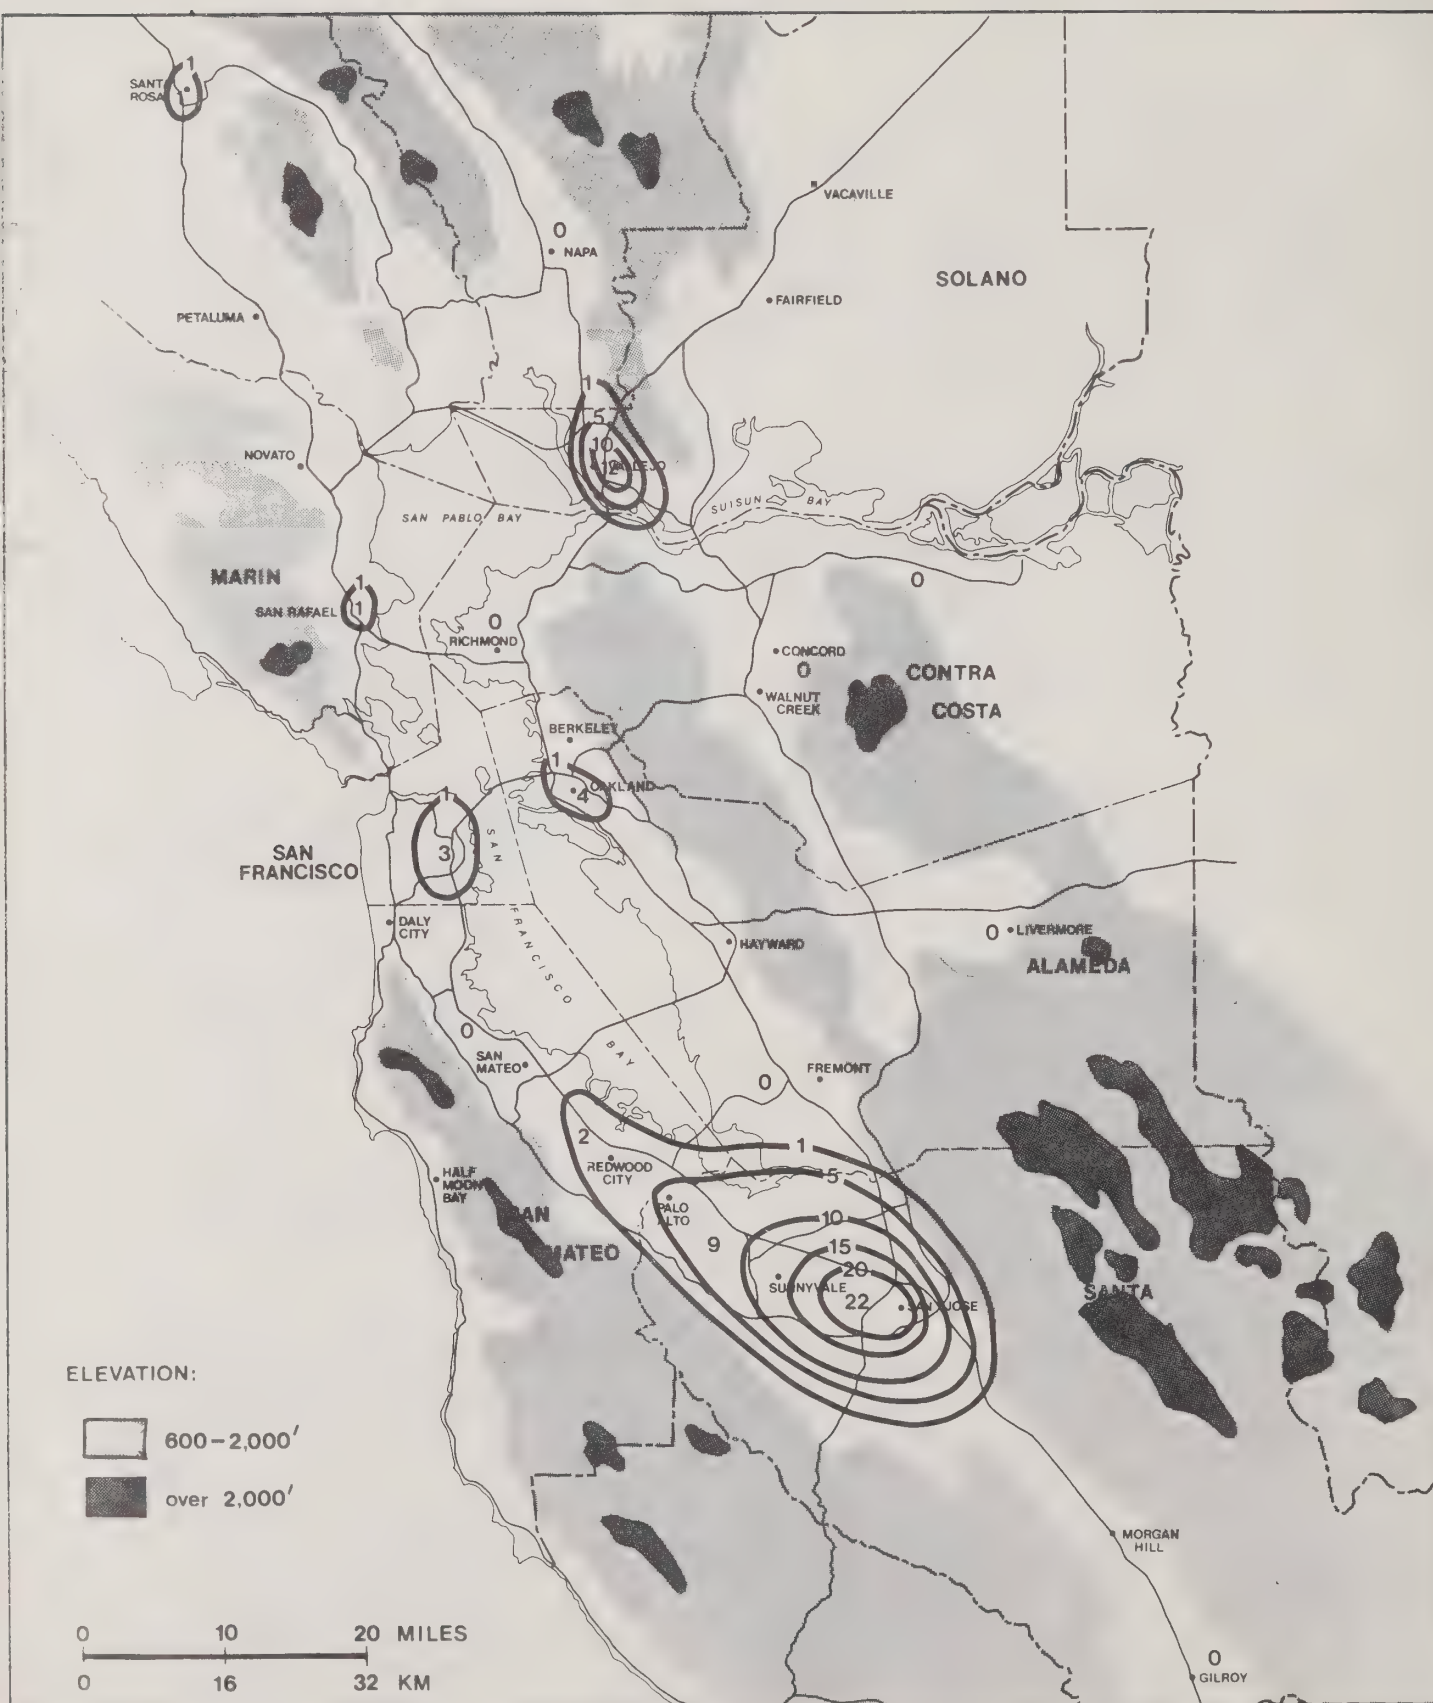 1
SANTA
ROSA
1
VACAVILLE
0
NAPA
SOLANO
FAIRFIELD
PETALUMA
1
5
10
12
VALLEJO
NOVATO
SUISUN BAY
SAN PABLO BAY
MARIN
1
SAN RAFAEL
1
0
0
RICHMOND
CONCORD
0
CONTRA
COSTA
WALNUT
CREEK
BERKELEY
1
OAKLAND
4
1
3
SAN
FRANCISCO
SAN
FRANCISCO
BAY
DALY
CITY
HAYWARD
0
LIVERMORE
ALAMEDA
0
SAN
MATEO
0
FREMONT
2
1
REDWOOD
CITY
5
HALF
MOON
BAY
PALO
ALTO
SAN
MATEO
9
10
15
20
SUNNYVALE
22
SAN JOSE
SANTA
ELEVATION:
600-2,000'
over 2,000'
MORGAN
HILL
0 10 20 MILES
0 16 32 KM
0
GILROY